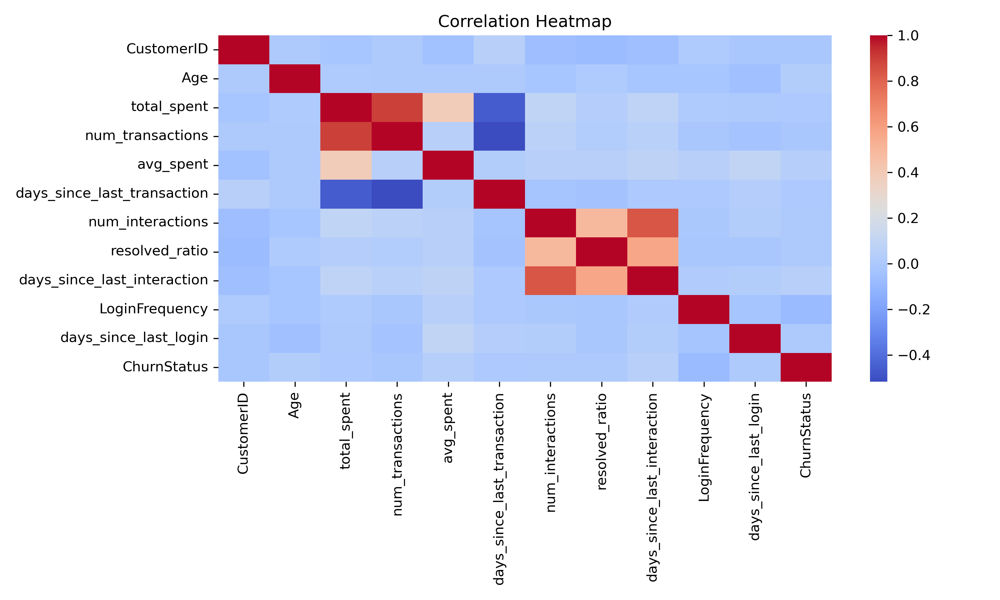 Correlation Heatmap
CustomerID
Age
total_spent
num_transactions
avg_spent
days_since_last_transaction
num_interactions
resolved_ratio
days_since_last_interaction
LoginFrequency
days_since_last_login
ChurnStatus
CustomerID
Age
total_spent
num_transactions
avg_spent
days_since_last_transaction
num_interactions
resolved_ratio
days_since_last_interaction
LoginFrequency
days_since_last_login
ChurnStatus
1.0
0.8
0.6
0.4
0.2
0.0
−0.2
−0.4